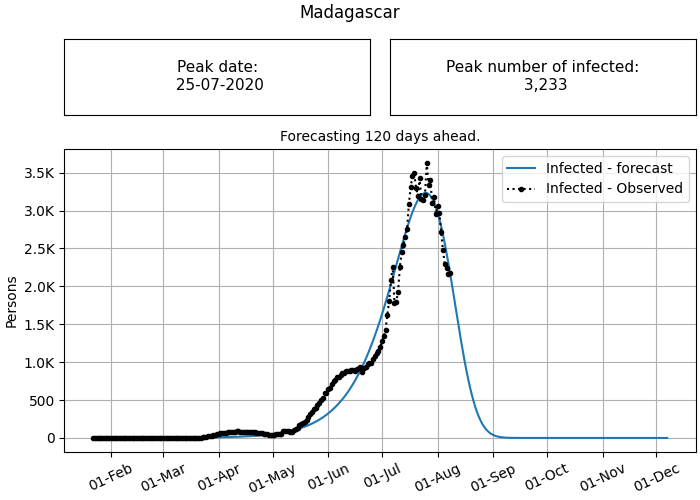 Madagascar
Peak date:
25-07-2020
Peak number of infected:
3,233
Forecasting 120 days ahead.
Infected - forecast
Infected - Observed
3.5K
3.0K
2.5K
2.0K
1.5K
1.0K
500
0
Persons
01-Feb
01-Mar
01-Apr
01-May
01-Jun
01-Jul
01-Aug
01-Sep
01-Oct
01-Nov
01-Dec